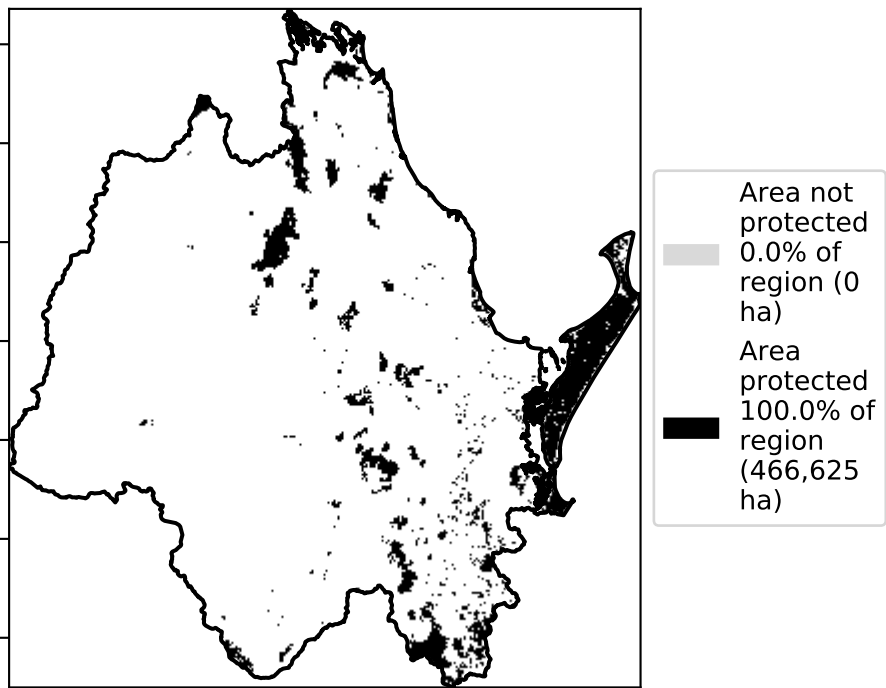 Area not
protected
0.0% of
region (0
ha)
Area
protected
100.0% of
region
(466,625
ha)